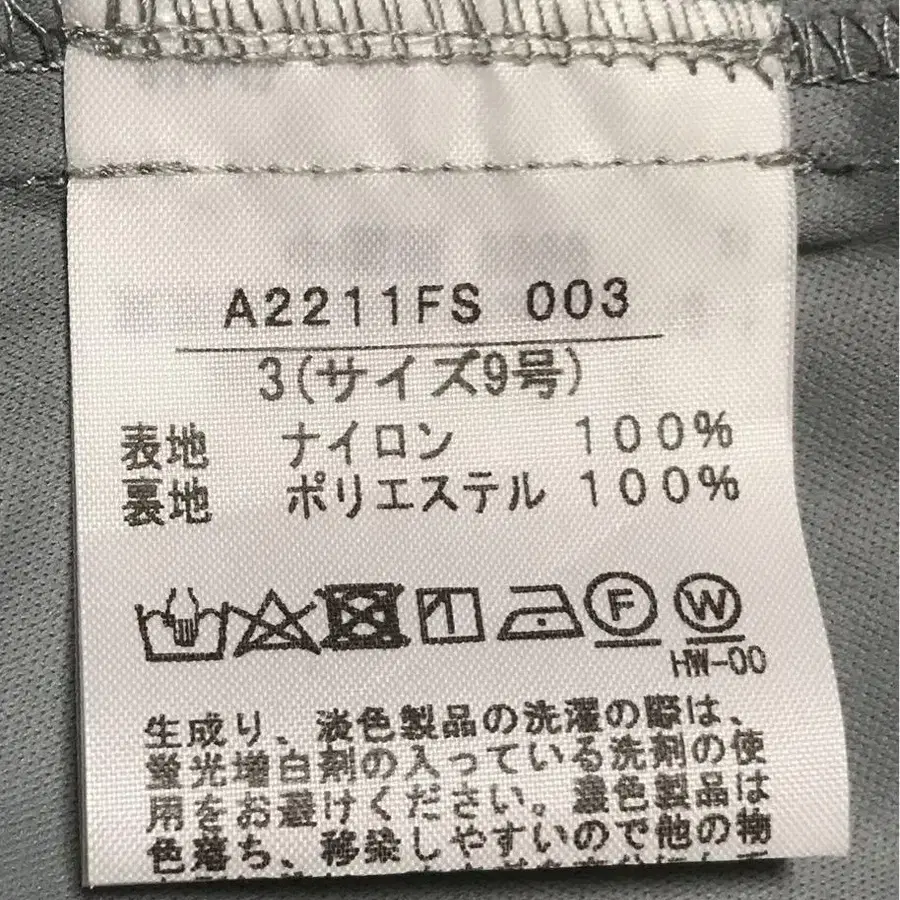 A2211FS 003
3(サイズ9号)
表地 ナイロン 100%
裏地 ポリエステル 100%
F W
HW-00
生成り、淡色製品の洗濯の際は、
蛍光増白剤の入っている洗剤の使
用をお避けください。濃色製品は
色落ち、移染しやすいので他の物